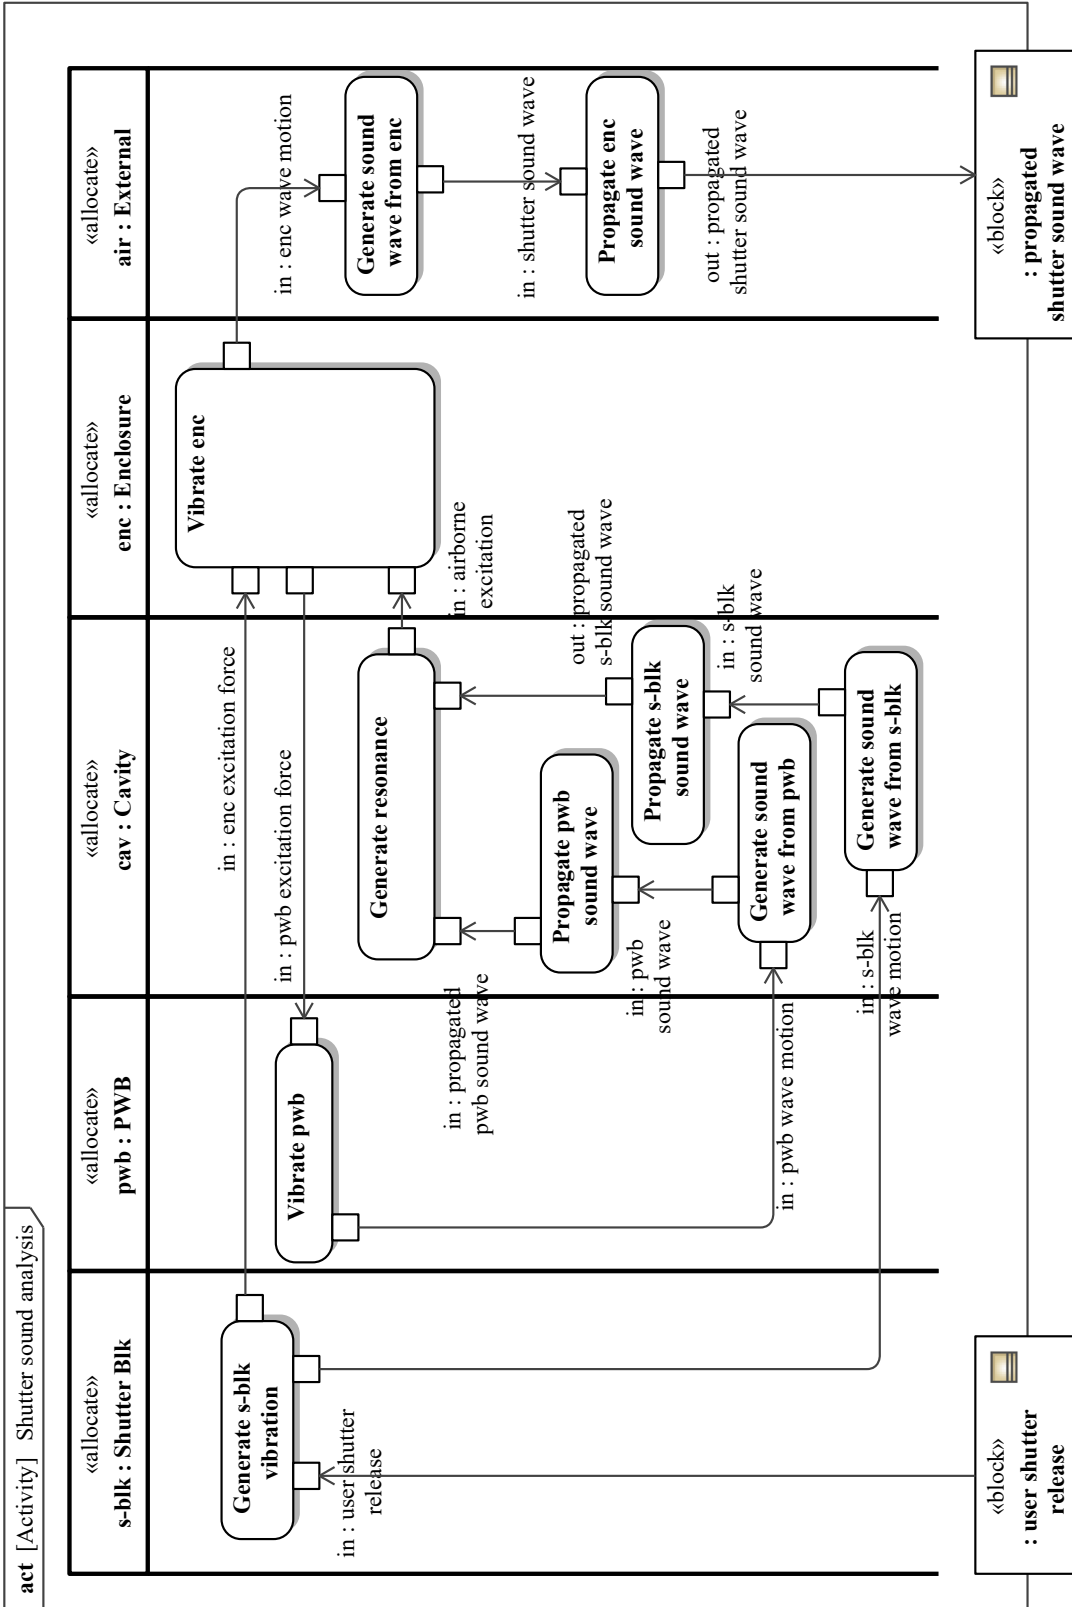 act [Activity] Shutter sound analysis
«allocate»
s-blk : Shutter Blk
«allocate»
pwb : PWB
«allocate»
cav : Cavity
«allocate»
enc : Enclosure
«allocate»
air : External
Generate s-blk
vibration
in : user shutter
release
Vibrate pwb
in : pwb wave motion
in : enc excitation force
in : pwb excitation force
Generate resonance
in : propagated
pwb sound wave
Propagate pwb
sound wave
in : pwb
sound wave
Generate sound
wave from pwb
out : propagated
s-blk sound wave
Propagate s-blk
sound wave
in : s-blk
sound wave
Generate sound
wave from s-blk
in : s-blk
wave motion
Vibrate enc
in : airborne
excitation
in : enc wave motion
Generate sound
wave from enc
in : shutter sound wave
Propagate enc
sound wave
out : propagated
shutter sound wave
«block»
: user shutter
release
«block»
: propagated
shutter sound wave